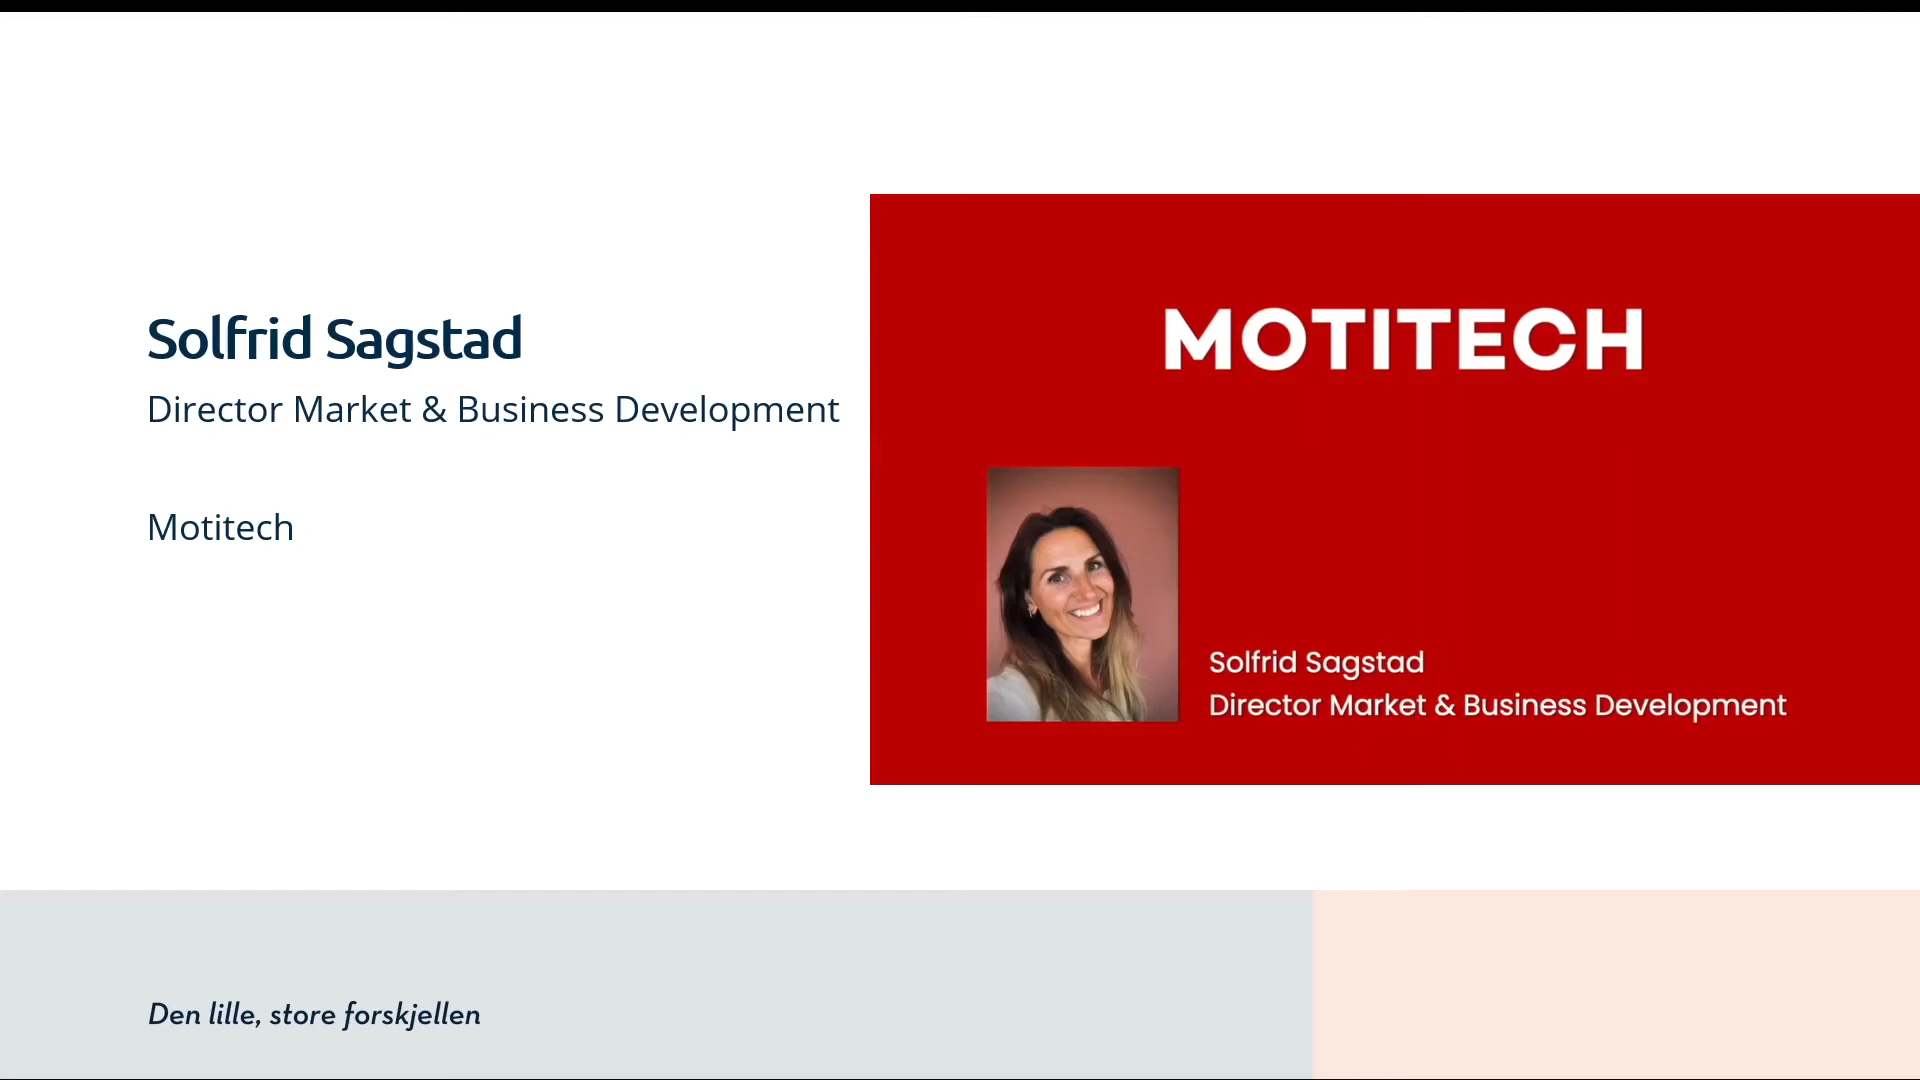 Solfrid Sagstad
Director Market & Business Development
Motitech
MOTITECH
Solfrid Sagstad
Director Market & Business Development
Den lille, store forskjellen